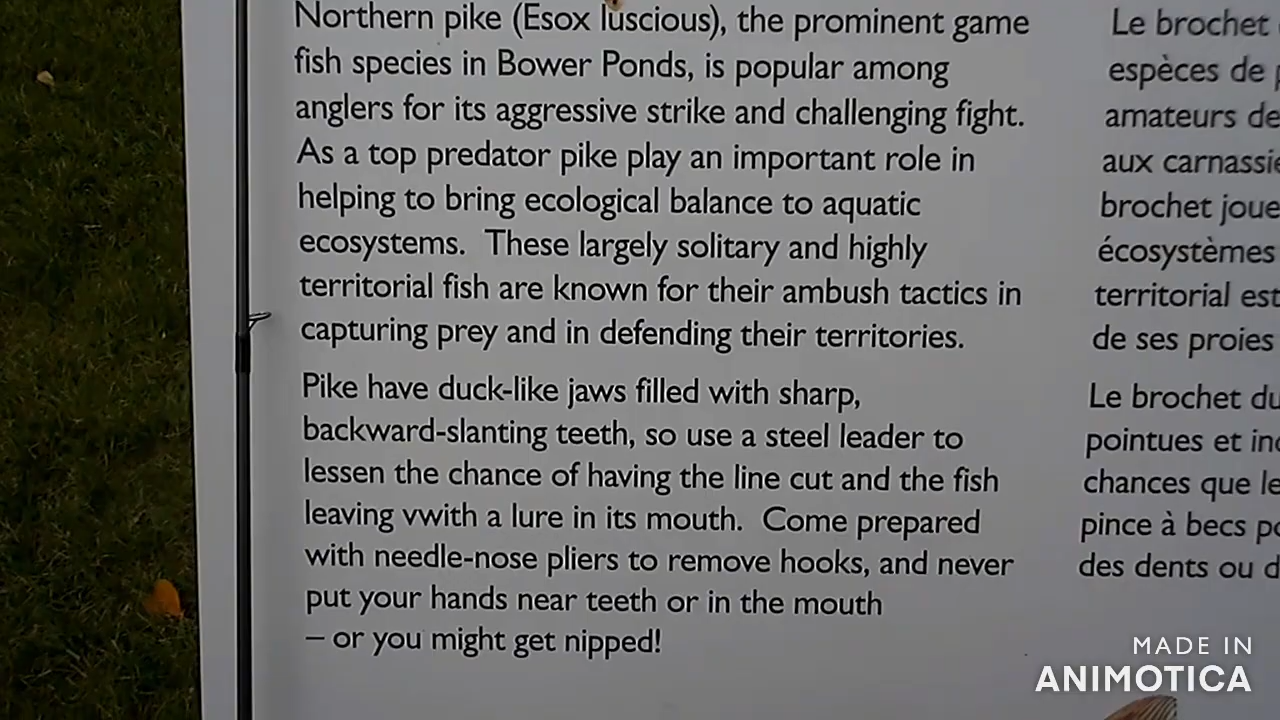 Northern pike (Esox luscious), the prominent game
fish species in Bower Ponds, is popular among
anglers for its aggressive strike and challenging fight.
As a top predator pike play an important role in
helping to bring ecological balance to aquatic
ecosystems. These largely solitary and highly
territorial fish are known for their ambush tactics in
capturing prey and in defending their territories.
Pike have duck-like jaws filled with sharp,
backward-slanting teeth, so use a steel leader to
lessen the chance of having the line cut and the fish
leaving vwith a lure in its mouth. Come prepared
with needle-nose pliers to remove hooks, and never
put your hands near teeth or in the mouth
– or you might get nipped!
Le brochet
espèces de
amateurs de
aux carnassie
brochet joue
écosystèmes
territorial est
de ses proies
Le brochet du
pointues et
chances que le
pince à becs
des dents ou
MADE IN
ANIMOTICA